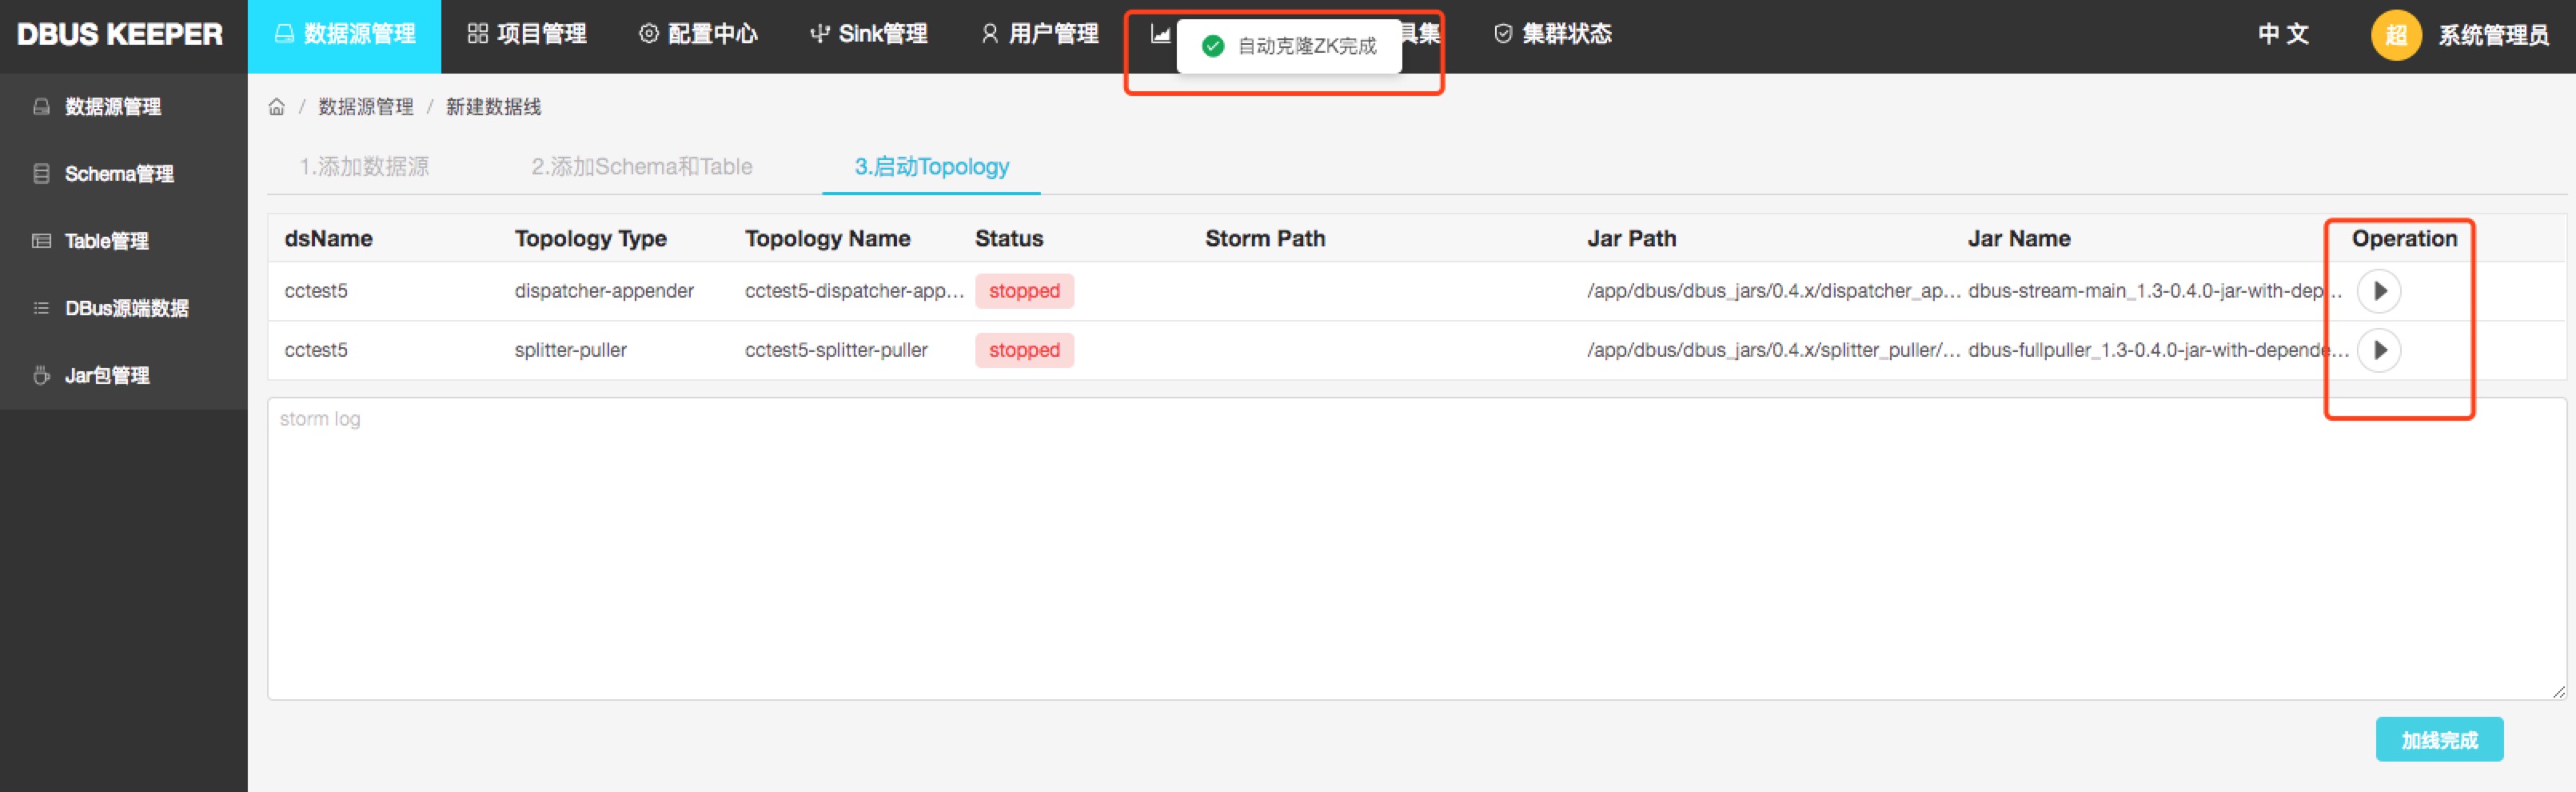 DBUS KEEPER
数据源管理 项目管理 配置中心 Sink管理 用户管理 自动克隆ZK完成 具集 集群状态 中 文 超 系统管理员
数据源管理
Schema管理
Table管理
DBus源端数据
Jar包管理
/ 数据源管理 / 新建数据线
1.添加数据源 2.添加Schema和Table 3.启动Topology
dsName Topology Type Topology Name Status Storm Path Jar Path Jar Name Operation
cctest5 dispatcher-appender cctest5-dispatcher-app... stopped /app/dbus/dbus_jars/0.4.x/dispatcher_ap... dbus-stream-main_1.3-0.4.0-jar-with-dep...
cctest5 splitter-puller cctest5-splitter-puller stopped /app/dbus/dbus_jars/0.4.x/splitter_puller/... dbus-fullpuller_1.3-0.4.0-jar-with-depende...
storm log
加线完成